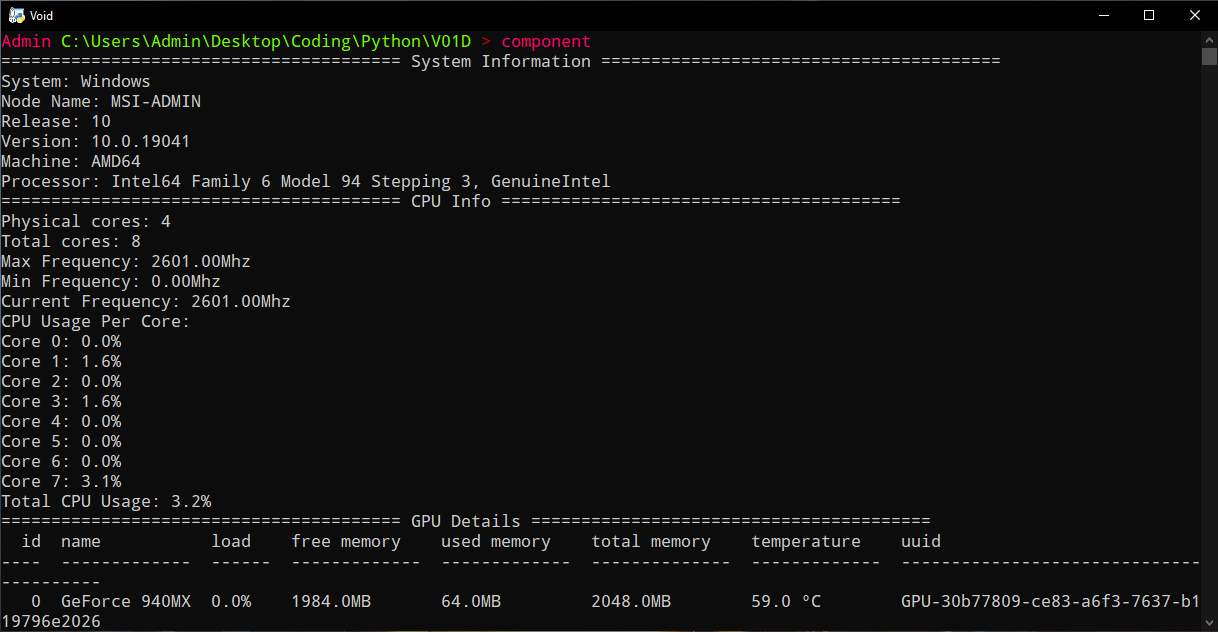 Void
Admin C:\Users\Admin\Desktop\Coding\Python\V01D > component
======================================== System Information ========================================
System: Windows
Node Name: MSI-ADMIN
Release: 10
Version: 10.0.19041
Machine: AMD64
Processor: Intel64 Family 6 Model 94 Stepping 3, GenuineIntel
======================================== CPU Info ========================================
Physical cores: 4
Total cores: 8
Max Frequency: 2601.00Mhz
Min Frequency: 0.00Mhz
Current Frequency: 2601.00Mhz
CPU Usage Per Core:
Core 0: 0.0%
Core 1: 1.6%
Core 2: 0.0%
Core 3: 1.6%
Core 4: 0.0%
Core 5: 0.0%
Core 6: 0.0%
Core 7: 3.1%
Total CPU Usage: 3.2%
======================================== GPU Details ========================================
  id  name           load    free memory    used memory    total memory    temperature    uuid
----  -------------  ------  -------------  -------------  --------------  -------------  ------------------------------
----------
   0  GeForce 940MX  0.0%    1984.0MB       64.0MB         2048.0MB        59.0 °C        GPU-30b77809-ce83-a6f3-7637-b1
19796e2026